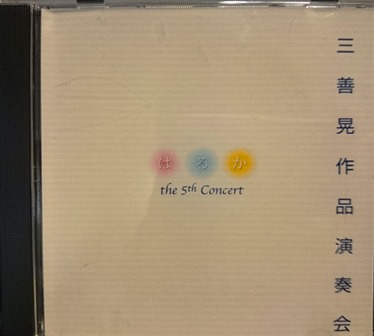 三善晃作品演奏会
はるか
the 5th Concert